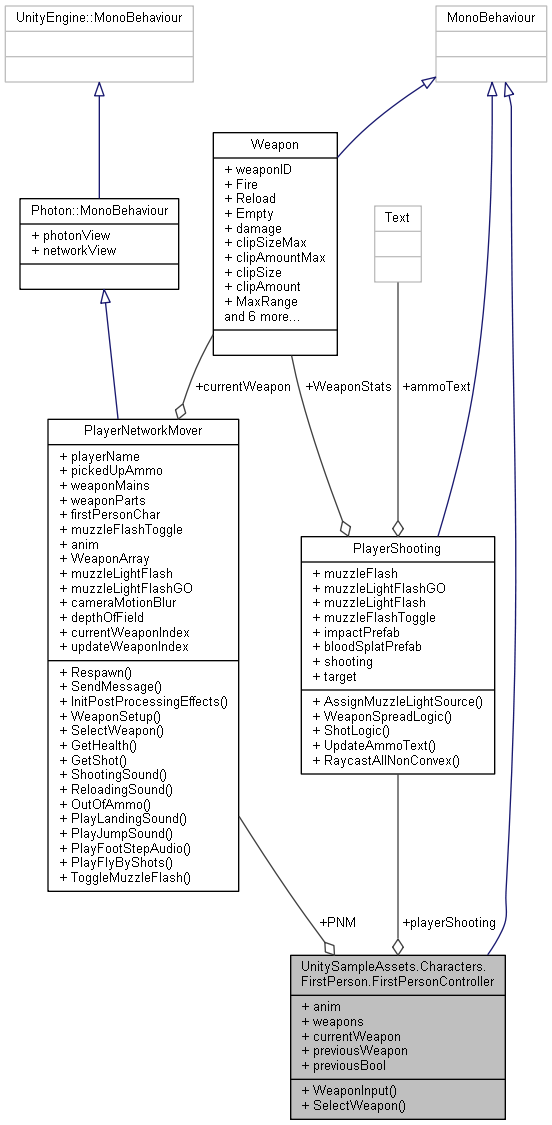 UnityEngine::MonoBehaviour
MonoBehaviour
Weapon
+ weaponID
+ Fire
+ Reload
+ Empty
+ damage
+ clipSizeMax
+ clipAmountMax
+ clipSize
+ clipAmount
+ MaxRange
and 6 more...
Photon::MonoBehaviour
+ photonView
+ networkView
Text
+currentWeapon
+WeaponStats
+ammoText
PlayerNetworkMover
+ playerName
+ pickedUpAmmo
+ weaponMains
+ weaponParts
+ firstPersonChar
+ muzzleFlashToggle
+ anim
+ WeaponArray
+ muzzleLightFlash
+ muzzleLightFlashGO
+ cameraMotionBlur
+ depthOfField
+ currentWeaponIndex
+ updateWeaponIndex
+ Respawn()
+ SendMessage()
+ InitPostProcessingEffects()
+ WeaponSetup()
+ SelectWeapon()
+ GetHealth()
+ GetShot()
+ ShootingSound()
+ ReloadingSound()
+ OutOfAmmo()
+ PlayLandingSound()
+ PlayJumpSound()
+ PlayFootStepAudio()
+ PlayFlyByShots()
+ ToggleMuzzleFlash()
PlayerShooting
+ muzzleFlash
+ muzzleLightFlashGO
+ muzzleLightFlash
+ muzzleFlashToggle
+ impactPrefab
+ bloodSplatPrefab
+ shooting
+ target
+ AssignMuzzleLightSource()
+ WeaponSpreadLogic()
+ ShotLogic()
+ UpdateAmmoText()
+ RaycastAllNonConvex()
+PNM
+playerShooting
UnitySampleAssets.Characters.
FirstPerson.FirstPersonController
+ anim
+ weapons
+ currentWeapon
+ previousWeapon
+ previousBool
+ WeaponInput()
+ SelectWeapon()